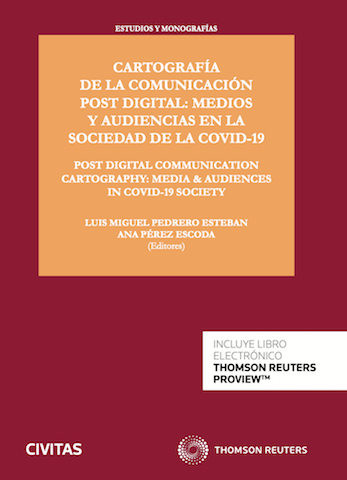 ESTUDIOS Y MONOGRAFÍAS
CARTOGRAFÍA
DE LA COMUNICACIÓN
POST DIGITAL: MEDIOS
Y AUDIENCIAS EN LA
SOCIEDAD DE LA COVID-19
POST DIGITAL COMMUNICATION
CARTOGRAPHY: MEDIA & AUDIENCES
IN COVID-19 SOCIETY
LUIS MIGUEL PEDRERO ESTEBAN
ANA PÉREZ ESCODA
(Editores)
INCLUYE LIBRO
ELECTRÓNICO
THOMSON REUTERS
PROVIEW™
CIVITAS
THOMSON REUTERS